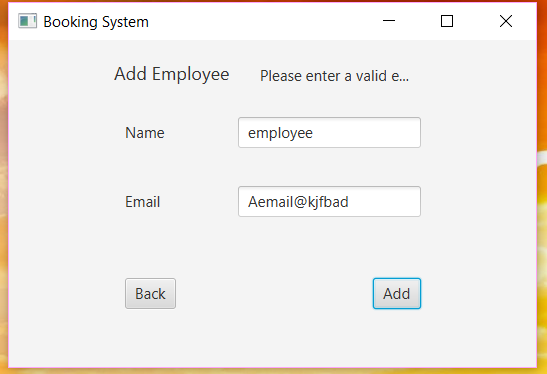 Booking System
Add Employee
Please enter a valid e...
Name
employee
Email
Aemail@kjfbad
Back
Add